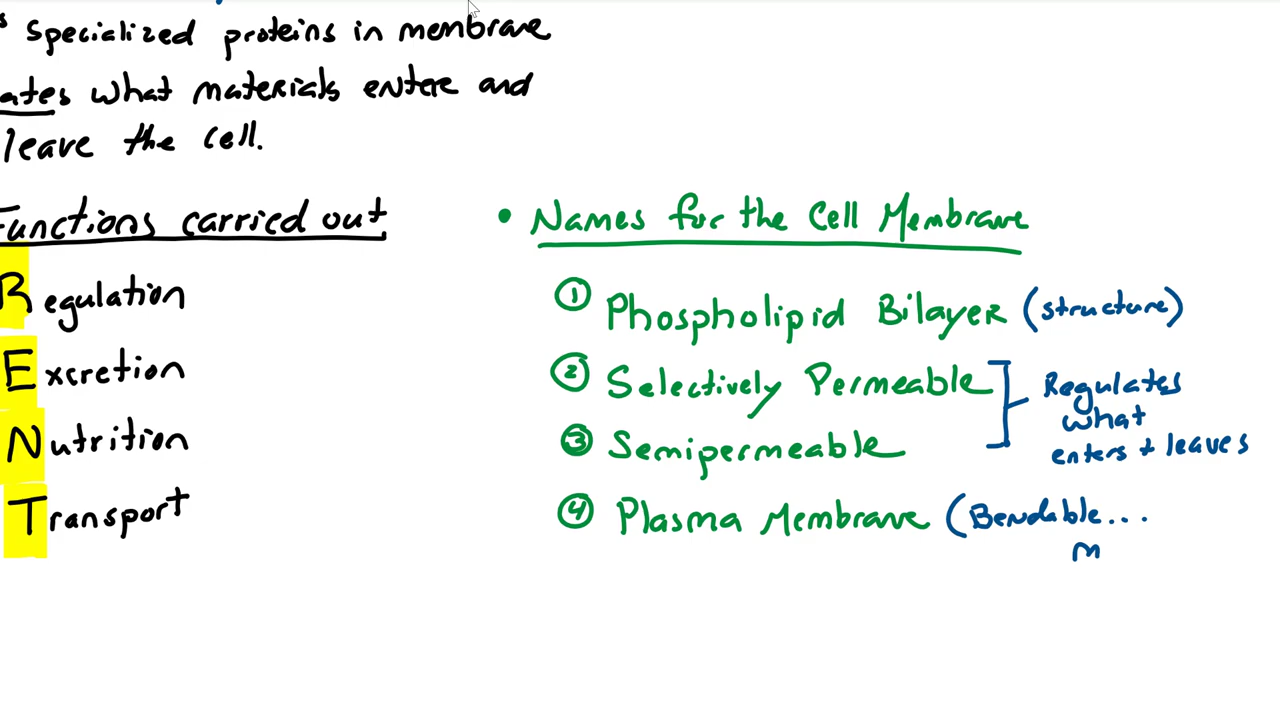 Specialized proteins in membrane
ates what materials enter and
leave the cell.
Functions carried out
Regulation
Excretion
Nutrition
Transport
• Names for the Cell Membrane
① Phospholipid Bilayer (structure)
② Selectively Permeable
③ Semipermeable
Regulates
what
enters + leaves
④ Plasma Membrane (Bendable...
m